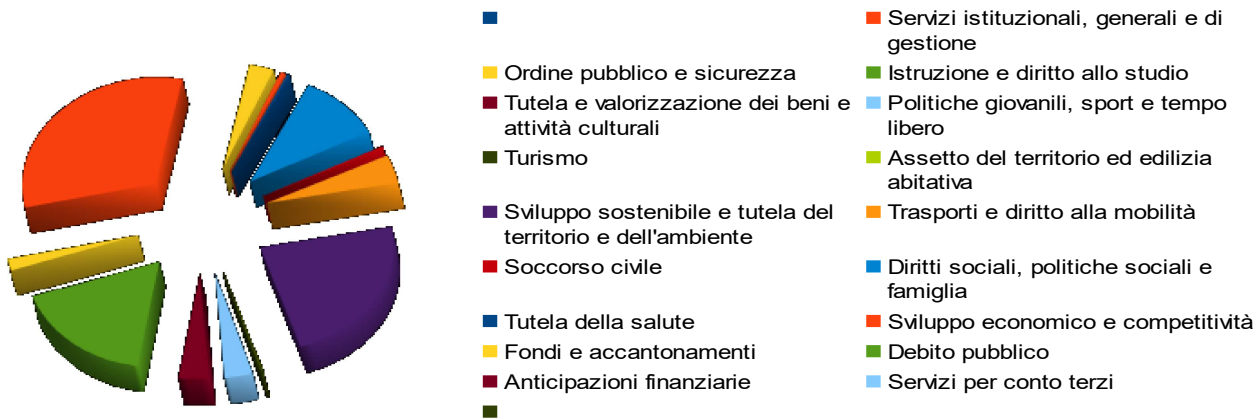 Servizi istituzionali, generali e di
gestione
Ordine pubblico e sicurezza
Istruzione e diritto allo studio
Tutela e valorizzazione dei beni e
attività culturali
Politiche giovanili, sport e tempo
libero
Turismo
Assetto del territorio ed edilizia
abitativa
Sviluppo sostenibile e tutela del
territorio e dell'ambiente
Trasporti e diritto alla mobilità
Soccorso civile
Diritti sociali, politiche sociali e
famiglia
Tutela della salute
Sviluppo economico e competitività
Fondi e accantonamenti
Debito pubblico
Anticipazioni finanziarie
Servizi per conto terzi